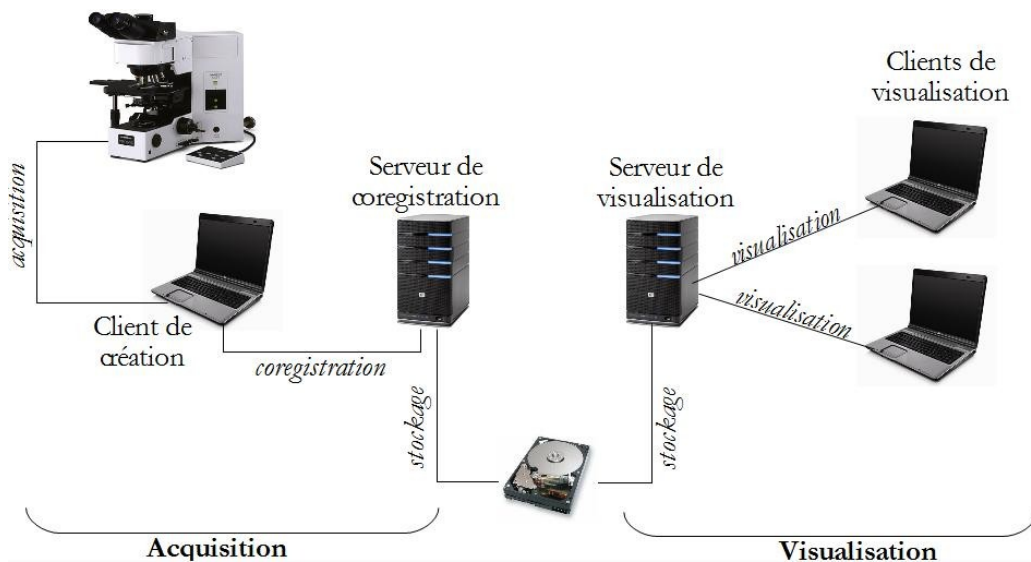 Clients de
visualisation
Serveur de
coregistration
Serveur de
visualisation
acquisition
visualisation
visualisation
Client de
création
coregistration
stockage
stockage
Acquisition
Visualisation